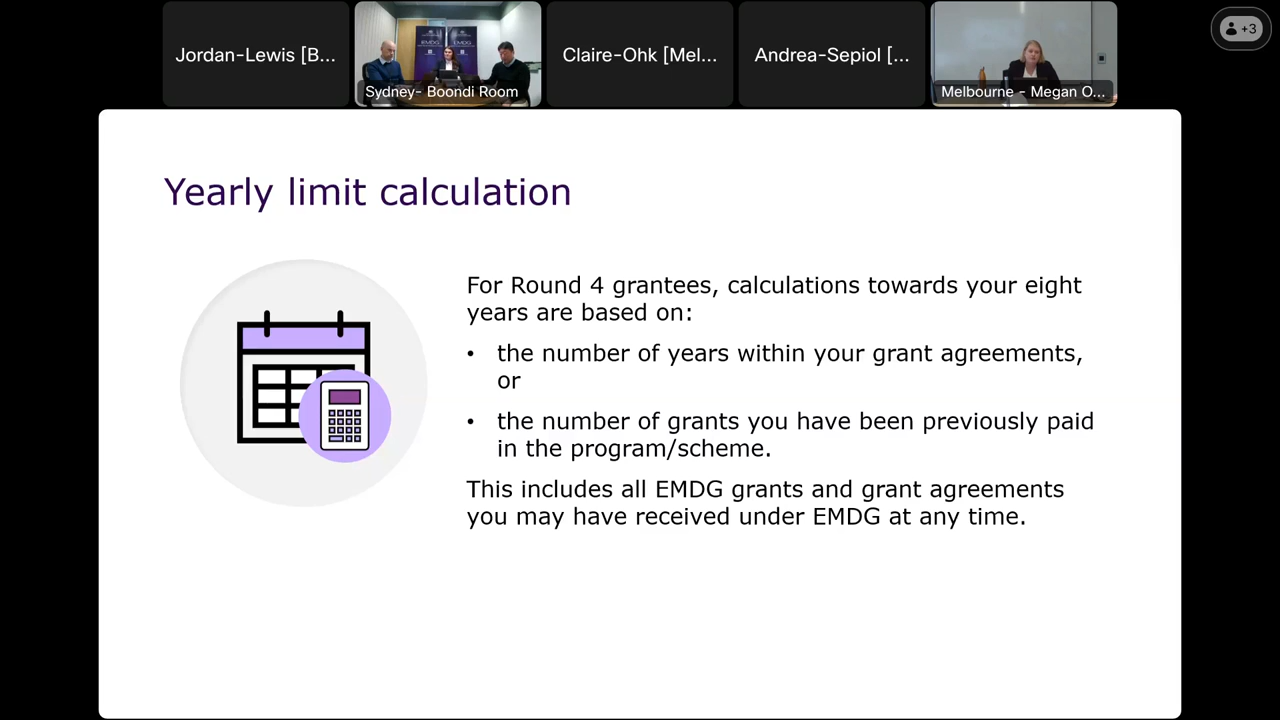 Jordan-Lewis [B...
Sydney- Boondi Room
Claire-Ohk [Mel...
Andrea-Sepiol [...
Melbourne - Megan O...
+3
EMDG
EMDG
Yearly limit calculation
For Round 4 grantees, calculations towards your eight
years are based on:
• the number of years within your grant agreements,
or
• the number of grants you have been previously paid
in the program/scheme.
This includes all EMDG grants and grant agreements
you may have received under EMDG at any time.